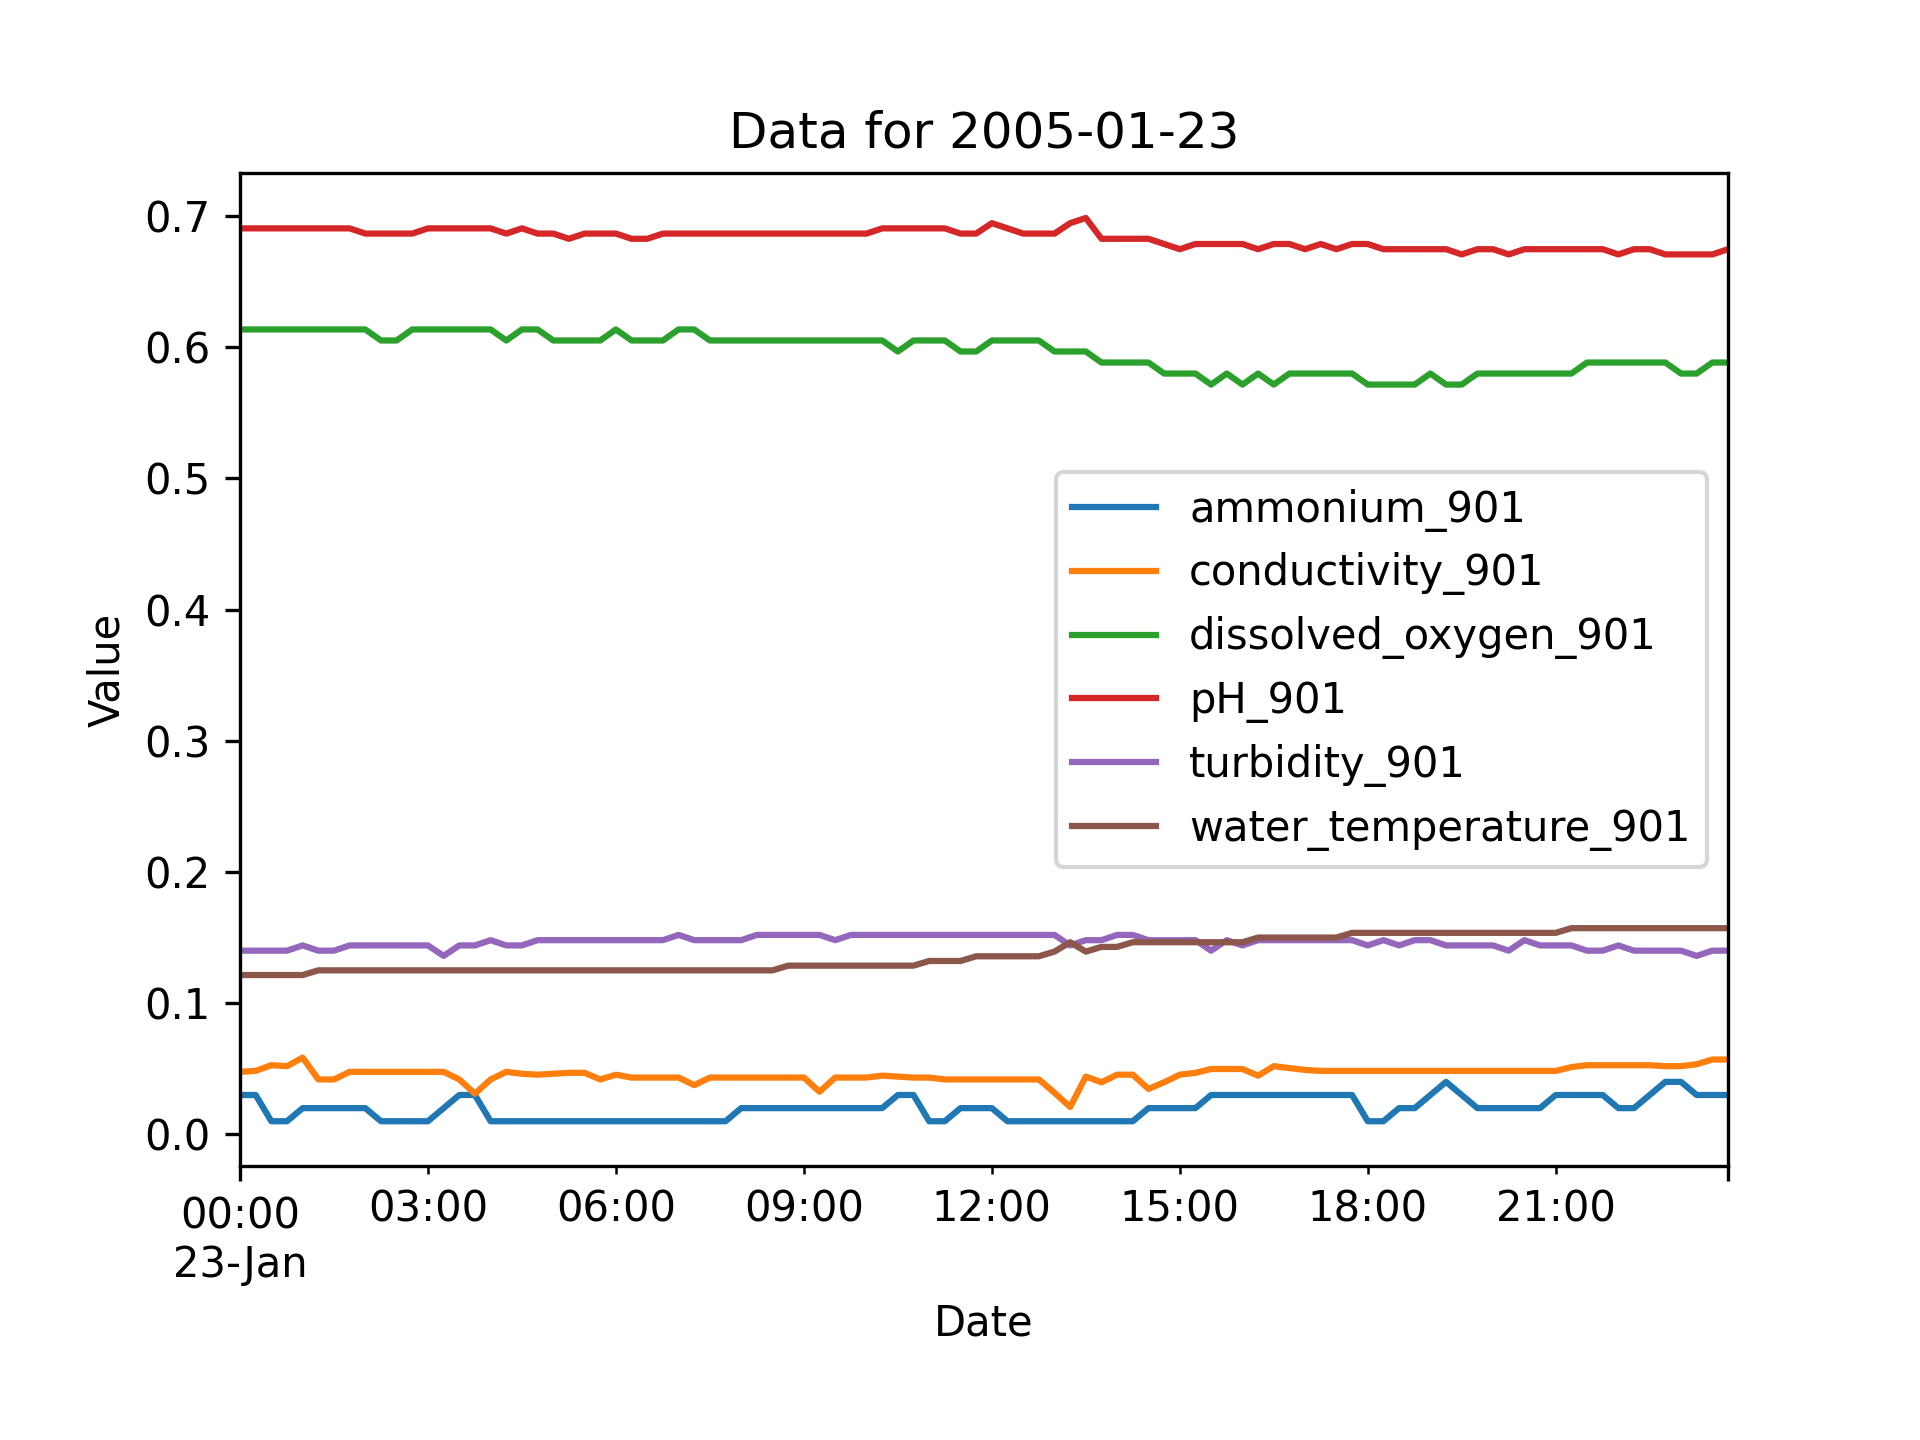 Data for 2005-01-23
0.7
0.6
0.5
0.4
0.3
0.2
0.1
0.0
Value
ammonium_901
conductivity_901
dissolved_oxygen_901
pH_901
turbidity_901
water_temperature_901
00:00 03:00 06:00 09:00 12:00 15:00 18:00 21:00
23-Jan
Date